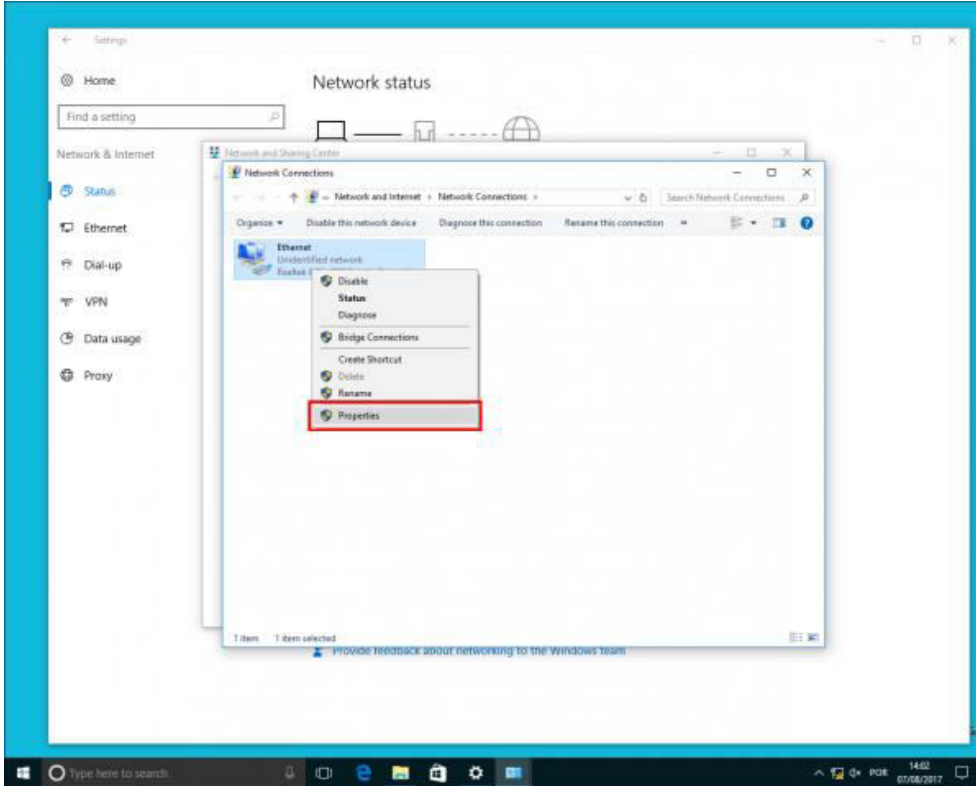 Settings
Home
Network status
Find a setting
Network & Internet
Network and Sharing Center
Network Connections
Status
Network and Internet
Network Connections
Search Network Connections
Ethernet
Organize
Disable this network device
Diagnose this connection
Rename this connection
Ethernet
Unidentified network
Realtek
Dial-up
Disable
Status
Diagnose
VPN
Bridge Connections
Data usage
Create Shortcut
Delete
Proxy
Rename
Properties
1 item 1 item selected
Provide feedback about networking to the Windows team
Type here to search
POR
14:02
07/08/2017